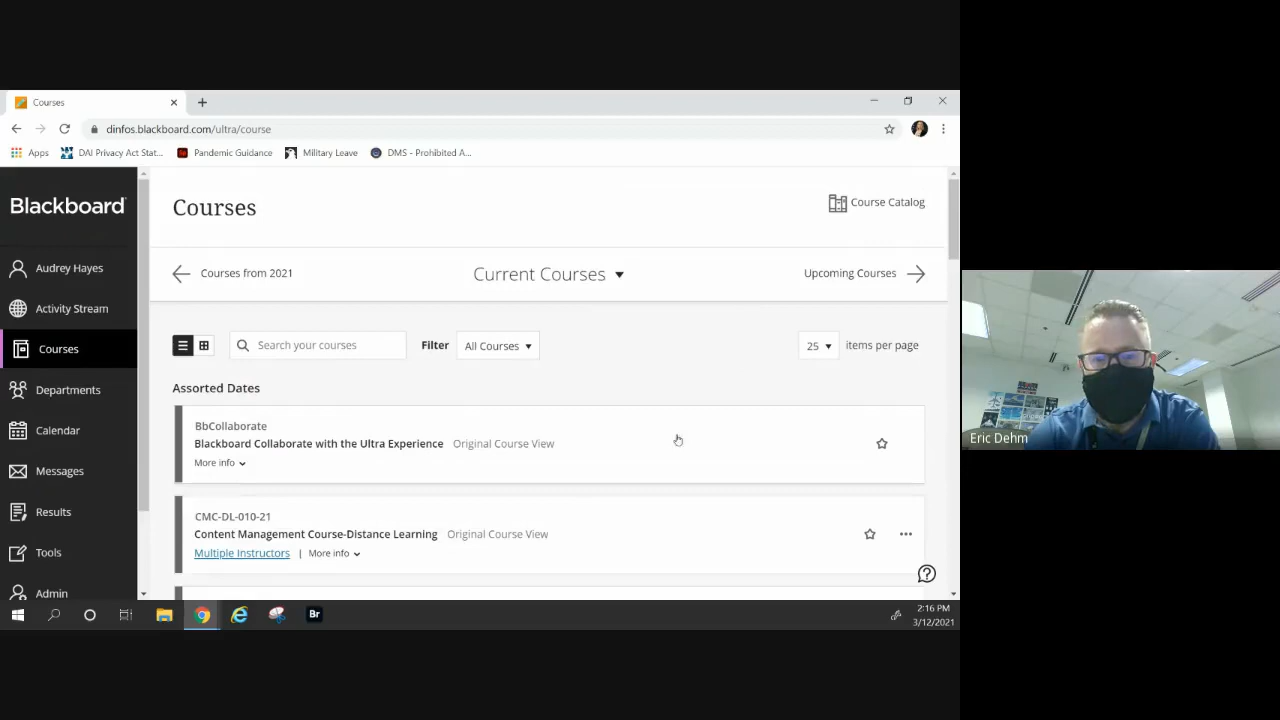 Courses
dinfos.blackboard.com/ultra/course
Apps DAI Privacy Act Stat... Pandemic Guidance Military Leave DMS - Prohibited A...
Blackboard
Audrey Hayes
Activity Stream
Courses
Departments
Calendar
Messages
Results
Tools
Admin
Courses
Course Catalog
Courses from 2021
Current Courses
Upcoming Courses
Search your courses
Filter
All Courses
25 items per page
Assorted Dates
BbCollaborate
Blackboard Collaborate with the Ultra Experience Original Course View
More info
CMC-DL-010-21
Content Management Course-Distance Learning Original Course View
Multiple Instructors | More info
Br
2:16 PM
3/12/2021
Eric Dehm